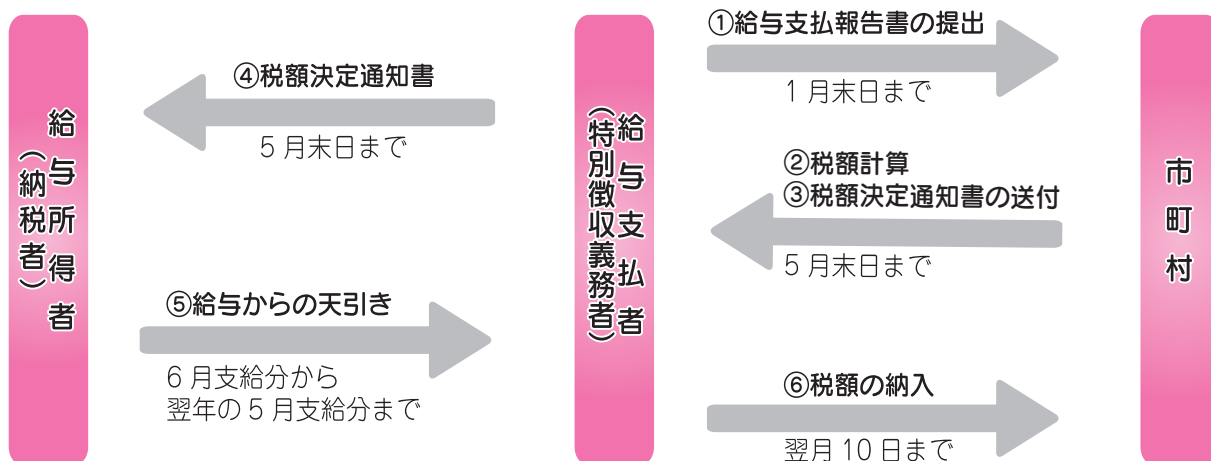 給与所得者
（納税者）
④税額決定通知書
5月末日まで
⑤給与からの天引き
6月支給分から
翌年の5月支給分まで
給与支払者
（特別徴収義務者）
①給与支払報告書の提出
1月末日まで
②税額計算
③税額決定通知書の送付
5月末日まで
⑥税額の納入
翌月10日まで
市町村